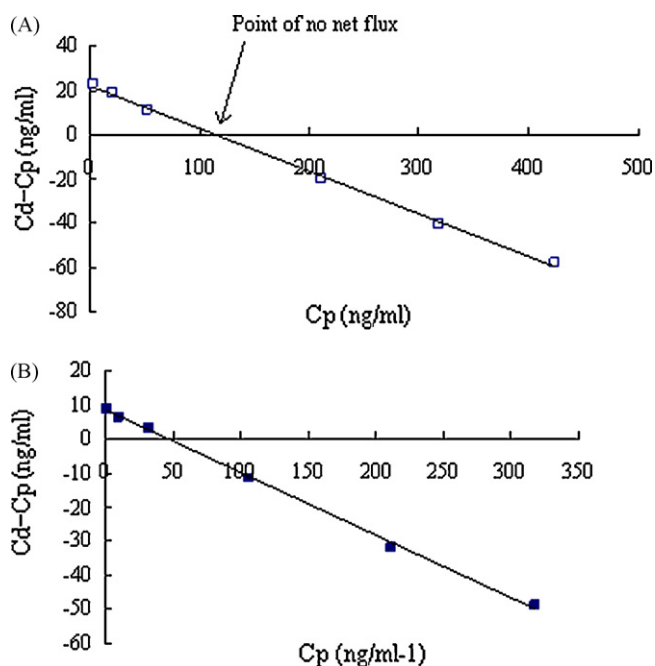 (A)
Point of no net flux
40
20
0
0 100 200 300 400 500
-20
-40
-60
-80
Cd-Cp (ng/ml)
Cp (ng/ml)
(B)
20
10
0
0 50 100 150 200 250 300 350
-10
-20
-30
-40
-50
-60
Cd-Cp (ng/ml)
Cp (ng/ml-1)